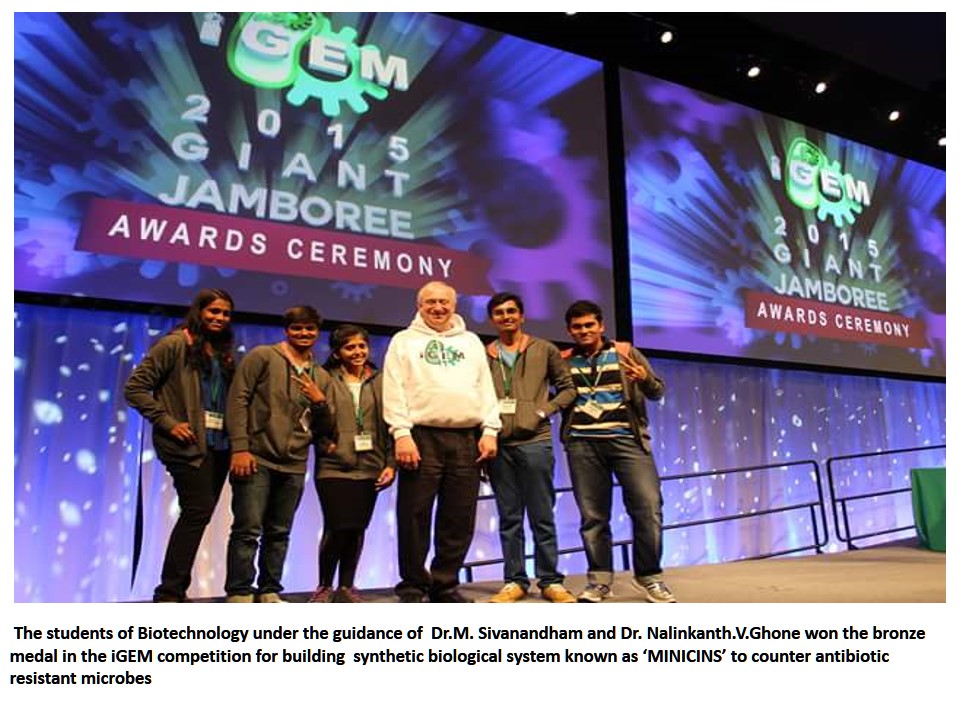 iGEM
2015
GIANT
JAMBOREE
AWARDS CEREMONY
iGEM
2015
GIANT
JAMBOREE
AWARDS CEREMONY
iGEM
The students of Biotechnology under the guidance of Dr.M. Sivanandham and Dr. Nalinkanth.V.Ghone won the bronze
medal in the iGEM competition for building synthetic biological system known as ‘MINICINS’ to counter antibiotic
resistant microbes